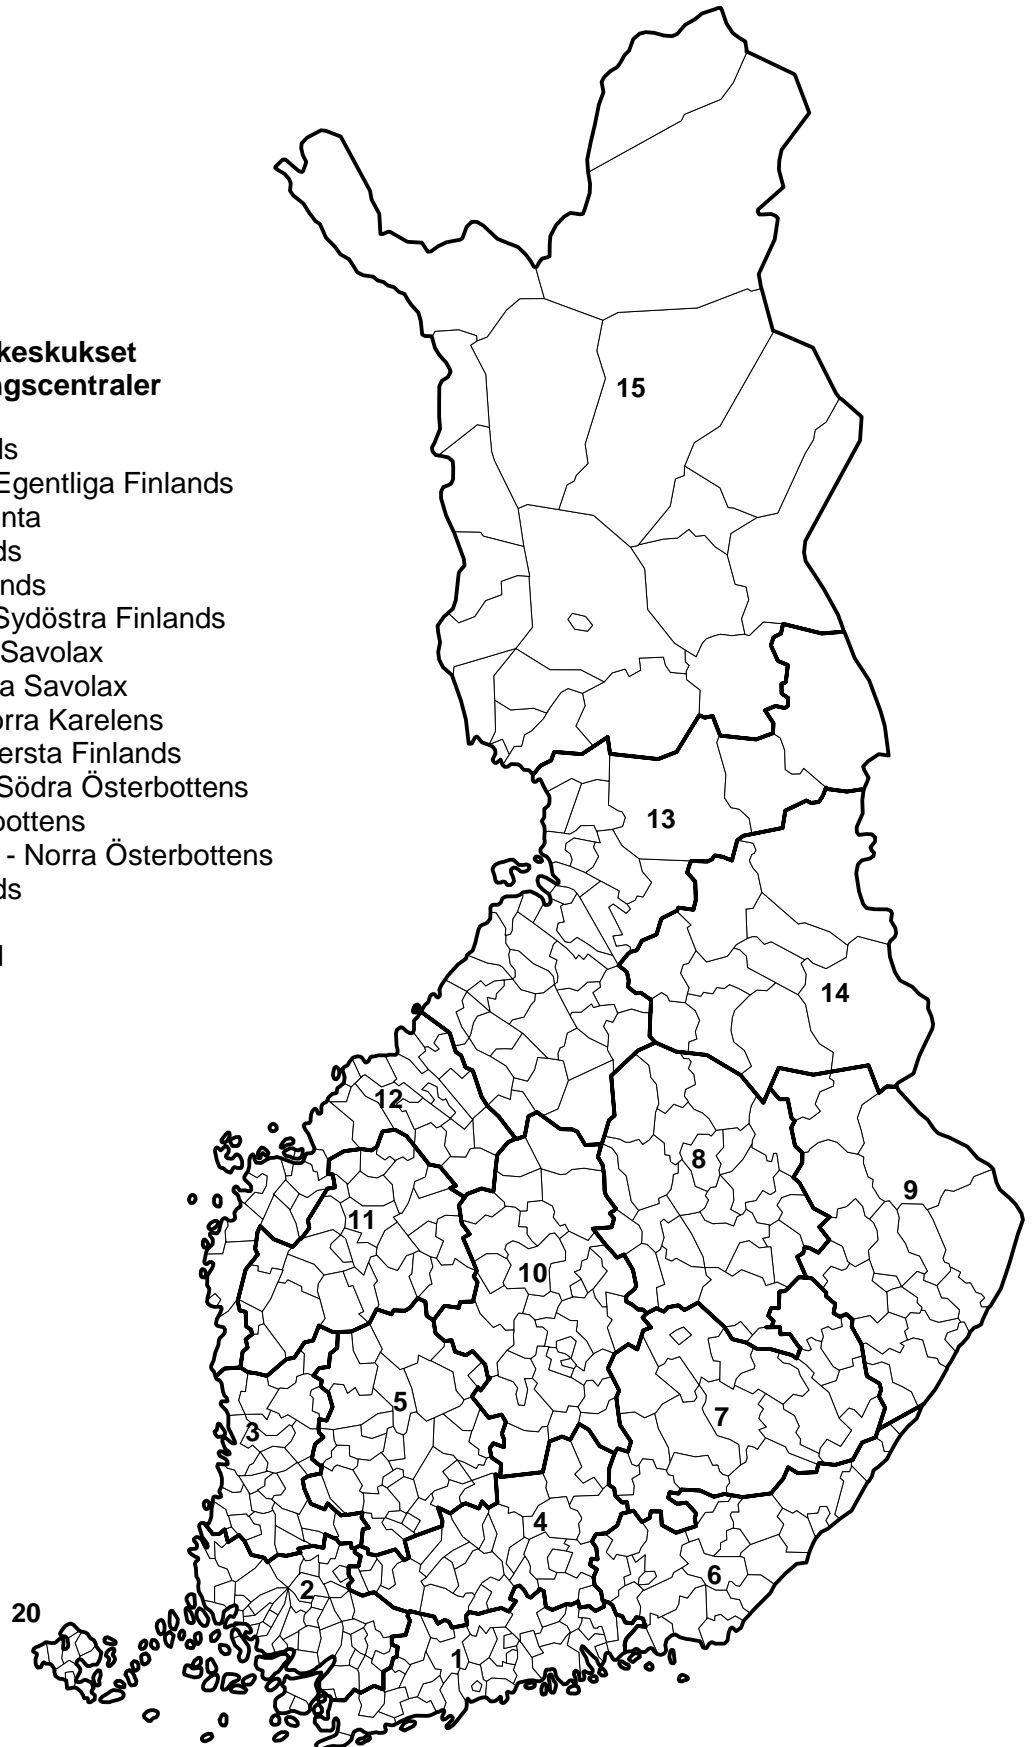 keskukset
ngscentraler
ds
Egentliga Finlands
nta
ds
nds
Sydöstra Finlands
Savolax
a Savolax
orra Karelens
ersta Finlands
Södra Österbottens
bottens
- Norra Österbottens
ds
d
15
13
14
12
8
9
11
10
5
7
3
4
6
2
20
1